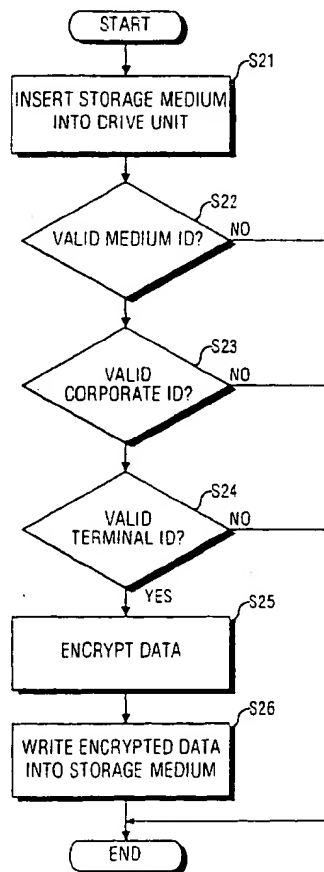 START
S21
INSERT STORAGE MEDIUM
INTO DRIVE UNIT
S22
VALID MEDIUM ID?
NO
S23
VALID
CORPORATE ID?
NO
S24
VALID
TERMINAL ID?
NO
YES
S25
ENCRYPT DATA
S26
WRITE ENCRYPTED DATA
INTO STORAGE MEDIUM
END